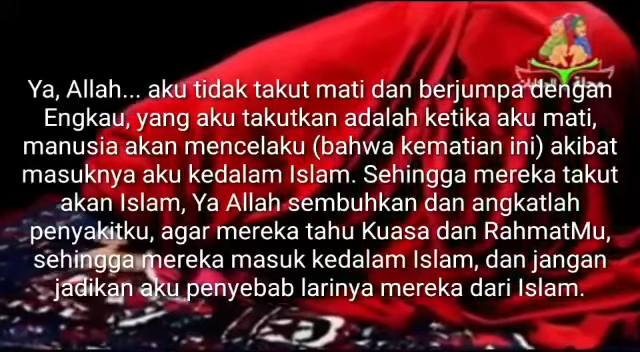 Ya, Allah... aku tidak takut mati dan berjumpa dengan
Engkau, yang aku takutkan adalah ketika aku mati,
manusia akan mencelaku (bahwa kematian ini) akibat
masuknya aku kedalam Islam. Sehingga mereka takut
akan Islam, Ya Allah sembuhkan dan angkatlah
penyakitku, agar mereka tahu Kuasa dan RahmatMu,
sehingga mereka masuk kedalam Islam, dan jangan
jadikan aku penyebab larinya mereka dari Islam.